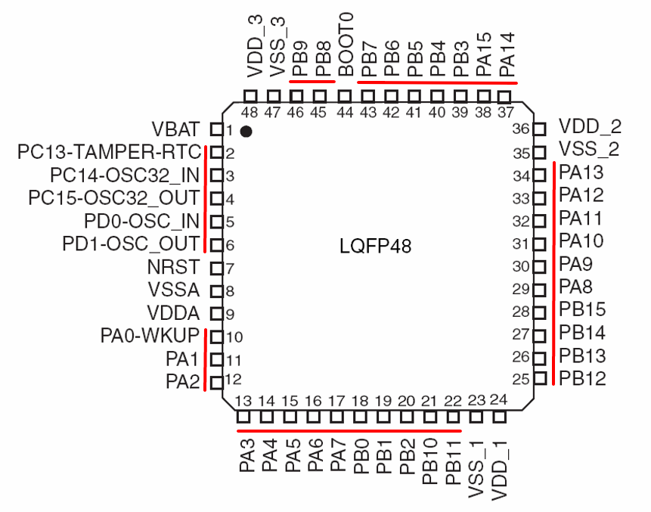 VDD_3
VSS_3
PB9
PB8
BOOT0
PB7
PB6
PB5
PB4
PB3
PA15
PA14
48 47 46 45 44 43 42 41 40 39 38 37
VBAT 1
PC13-TAMPER-RTC 2
PC14-OSC32_IN 3
PC15-OSC32_OUT 4
PD0-OSC_IN 5
PD1-OSC_OUT 6
NRST 7
VSSA 8
VDDA 9
PA0-WKUP 10
PA1 11
PA2 12
LQFP48
36 VDD_2
35 VSS_2
34 PA13
33 PA12
32 PA11
31 PA10
30 PA9
29 PA8
28 PB15
27 PB14
26 PB13
25 PB12
13 14 15 16 17 18 19 20 21 22 23 24
PA3
PA4
PA5
PA6
PA7
PB0
PB1
PB2
PB10
PB11
VSS_1
VDD_1